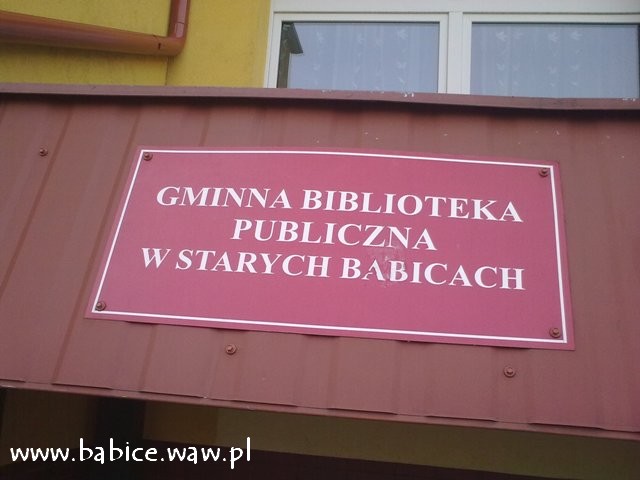 GMINNA BIBLIOTEKA
PUBLICZNA
W STARYCH BABICACH
www.babice.waw.pl